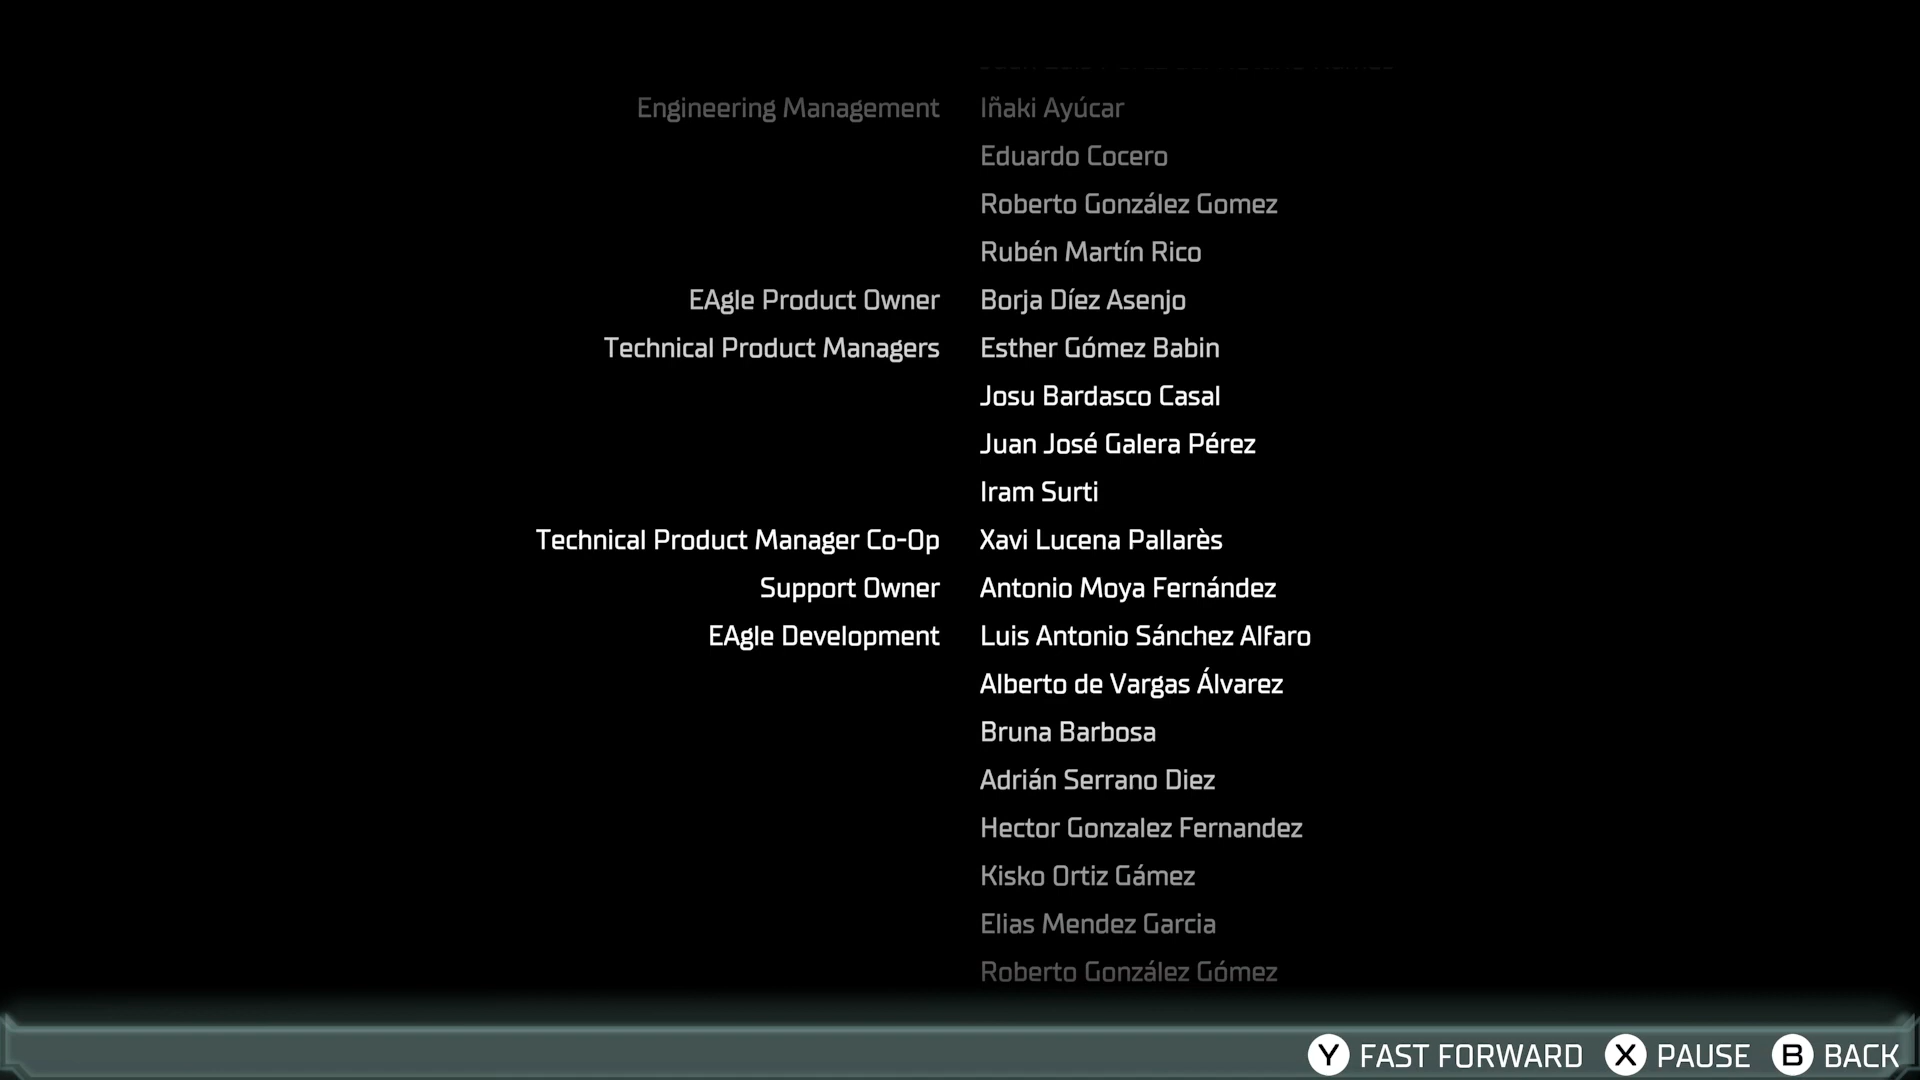 Engineering Management Iñaki Ayúcar
Eduardo Cocero
Roberto González Gomez
Rubén Martín Rico
EAgle Product Owner Borja Díez Asenjo
Technical Product Managers Esther Gómez Babin
Josu Bardasco Casal
Juan José Galera Pérez
Iram Surti
Technical Product Manager Co-Op Xavi Lucena Pallarès
Support Owner Antonio Moya Fernández
EAgle Development Luis Antonio Sánchez Alfaro
Alberto de Vargas Álvarez
Bruna Barbosa
Adrián Serrano Diez
Hector Gonzalez Fernandez
Kisko Ortiz Gámez
Elias Mendez Garcia
Roberto González Gómez
Y FAST FORWARD X PAUSE B BACK